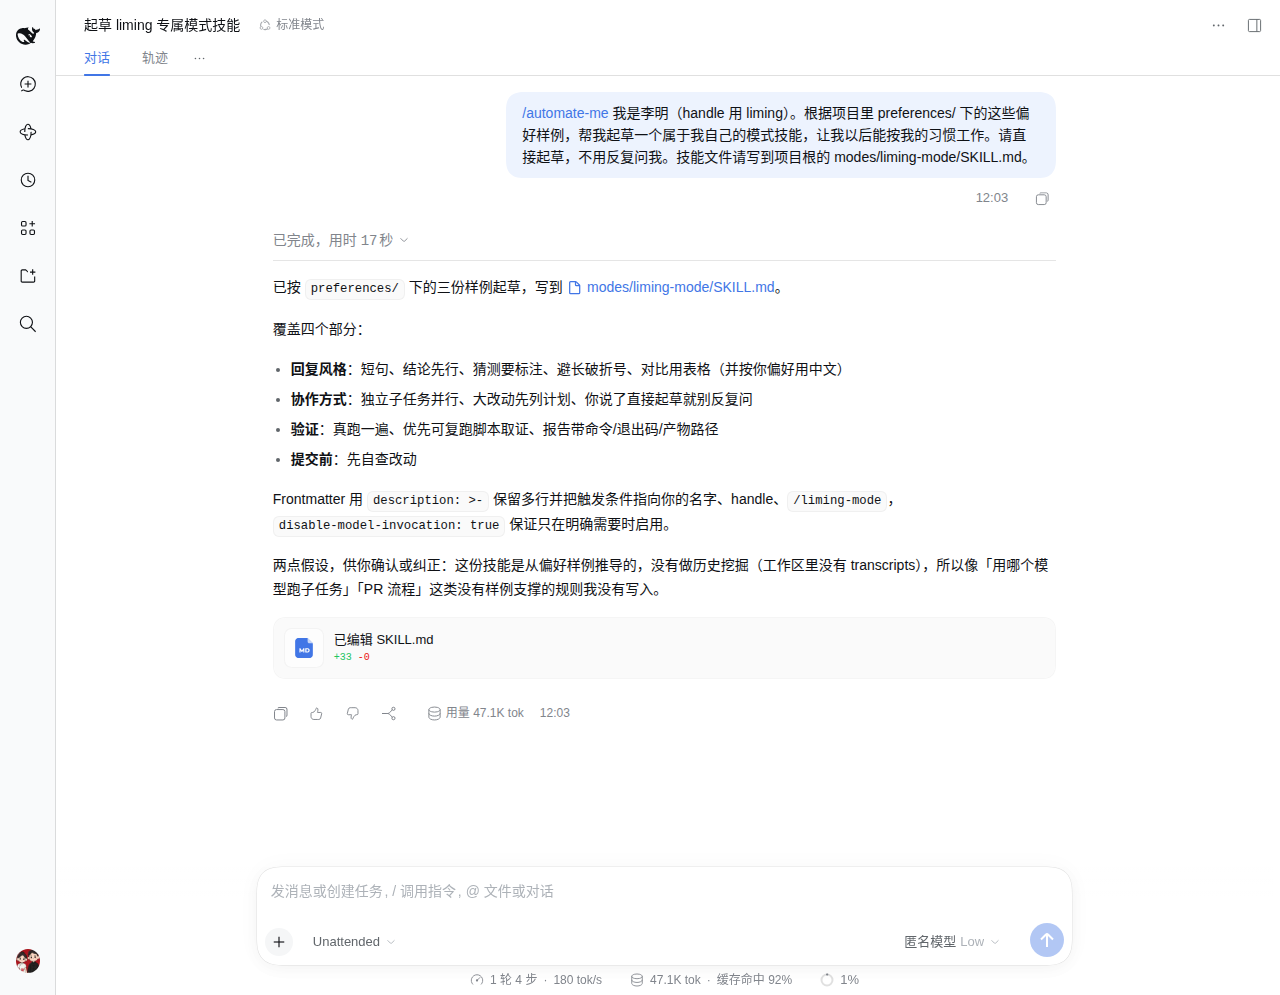 起草 liming 专属模式技能 标准模式
对话 轨迹
/automate-me 我是李明（handle 用 liming）。根据项目里 preferences/ 下的这些偏
好样例，帮我起草一个属于我自己的模式技能，让我以后能按我的习惯工作。请直
接起草，不用反复问我。技能文件请写到项目根的 modes/liming-mode/SKILL.md。
12:03
已完成，用时 17秒
已按 preferences/ 下的三份样例起草，写到 modes/liming-mode/SKILL.md。
覆盖四个部分：
• 回复风格：短句、结论先行、猜测要标注、避长破折号、对比用表格（并按你偏好用中文）
• 协作方式：独立子任务并行、大改动先列计划、你说了直接起草就别反复问
• 验证：真跑一遍、优先可复跑脚本取证、报告带命令/退出码/产物路径
• 提交前：先自查改动
Frontmatter 用 description: >- 保留多行并把触发条件指向你的名字、handle、/liming-mode，
disable-model-invocation: true 保证只在明确需要时启用。
两点假设，供你确认或纠正：这份技能是从偏好样例推导的，没有做历史挖掘（工作区里没有 transcripts），所以像「用哪个模
型跑子任务」「PR 流程」这类没有样例支撑的规则我没有写入。
MD
已编辑 SKILL.md
+33 -0
用量 47.1K tok 12:03
发消息或创建任务, / 调用指令, @ 文件或对话
Unattended 匿名模型 Low
1 轮 4 步 · 180 tok/s 47.1K tok · 缓存命中 92% 1%